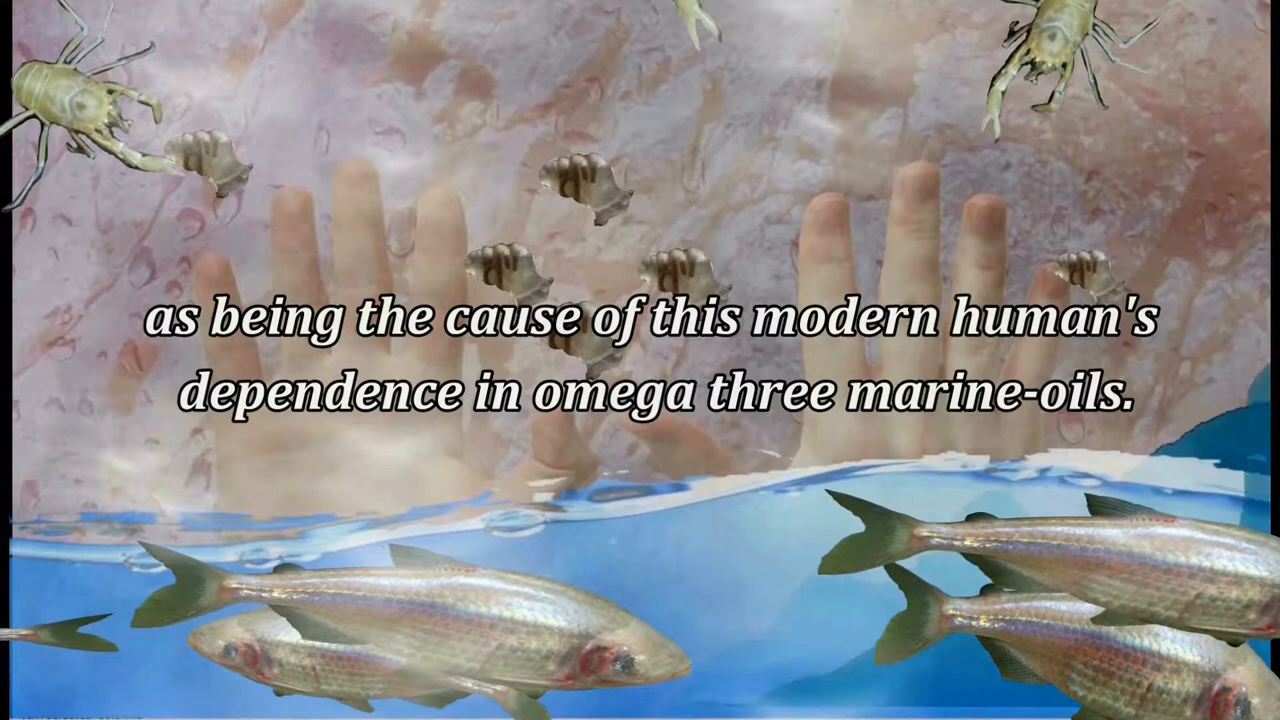 as being the cause of this modern human's
dependence in omega three marine-oils.